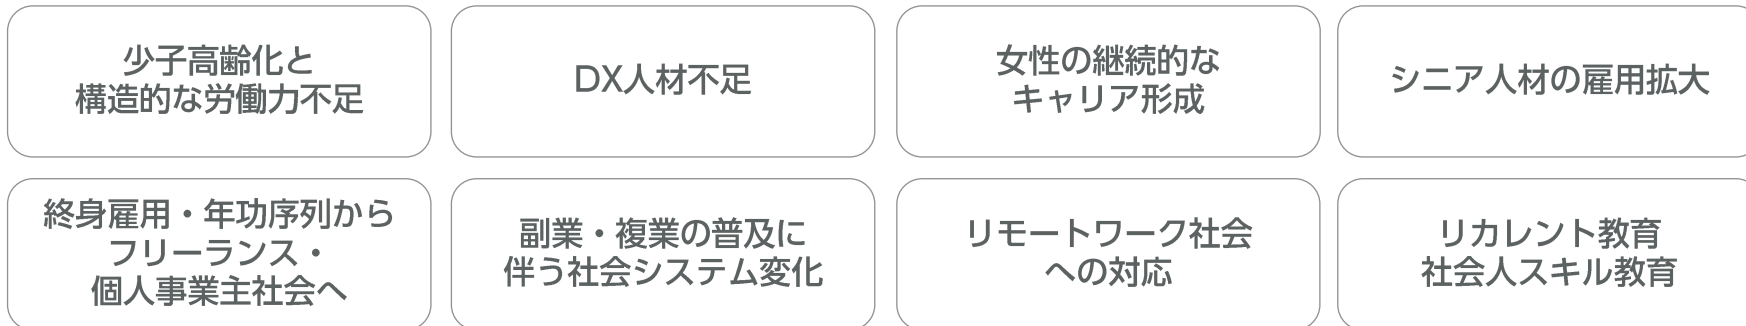 少子高齢化と
構造的な労働力不足
DX人材不足
女性の継続的な
キャリア形成
シニア人材の雇用拡大
終身雇用・年功序列から
フリーランス・
個人事業主社会へ
副業・複業の普及に
伴う社会システム変化
リモートワーク社会
への対応
リカレント教育
社会人スキル教育